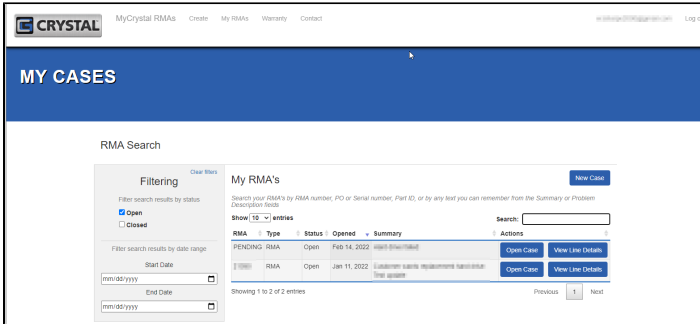 CRYSTAL
MyCrystal RMAs Create My RMAs Warranty Contact
Log
MY CASES
RMA Search
Clear filters
Filtering
Filter search results by status
Open
Closed
Filter search results by date range
Start Date
mm/dd/yyyy
End Date
mm/dd/yyyy
My RMA's
New Case
Search your RMA's by RMA number, PO or Serial number, Part ID, or by any text you can remember from the Summary or Problem
Description fields
Show 10 entries
Search:
RMA Type Status Opened Summary Actions
PENDING RMA Open Feb 14, 2022 Open Case View Line Details
RMA Open Jan 11, 2022 Open Case View Line Details
Showing 1 to 2 of 2 entries
Previous 1 Next